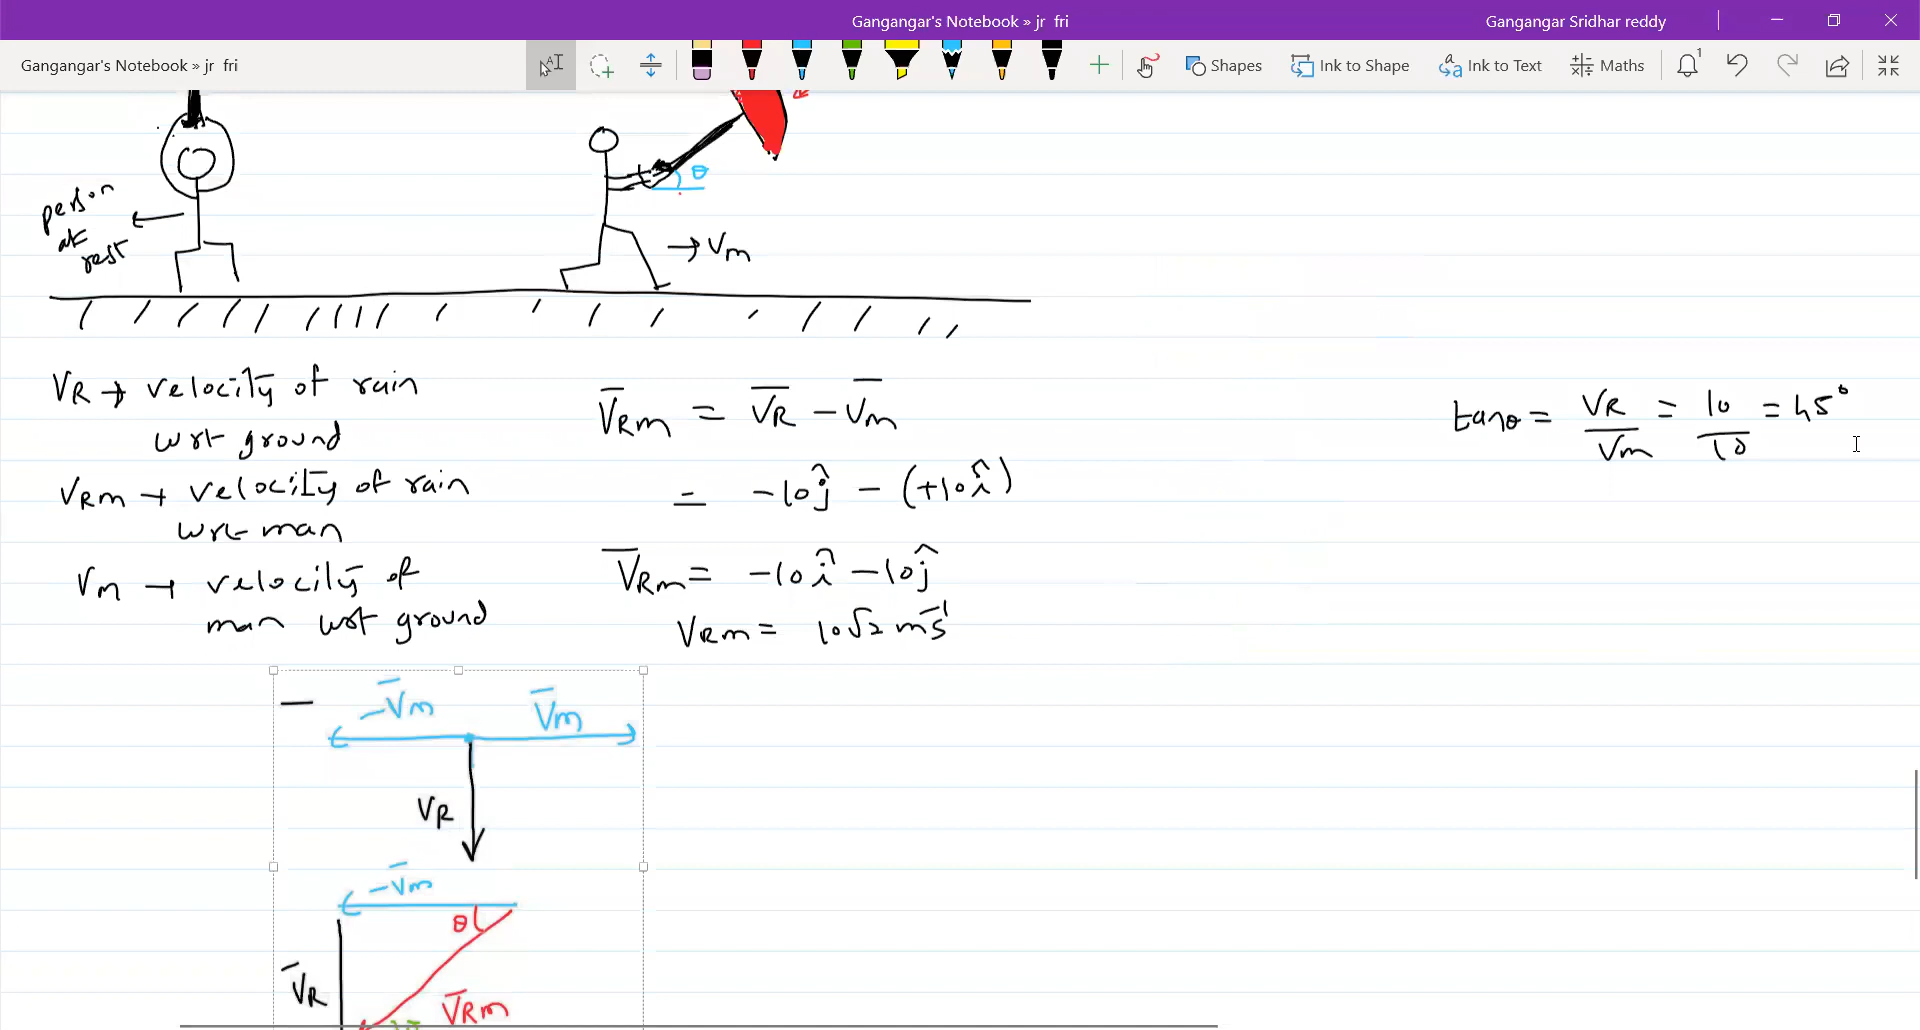 Gangangar's Notebook » jr fri
Gangangar Sridhar reddy
Gangangar's Notebook » jr fri
Shapes
Ink to Shape
Ink to Text
Maths
1
person
at
rest
θ
→ Vm
VR → velocity of rain
wrt ground
VRm → velocity of rain
wrt man
Vm → velocity of
man wrt ground
V̅Rm = V̅R - V̅m
= -10ĵ - (+10î)
V̅Rm = -10î - 10ĵ
VRm = 10√2 ms⁻¹
tanθ = VR/Vm = 10/10 = 45°
-V̅m
V̅m
VR
-V̅m
θ
V̅R
V̅Rm